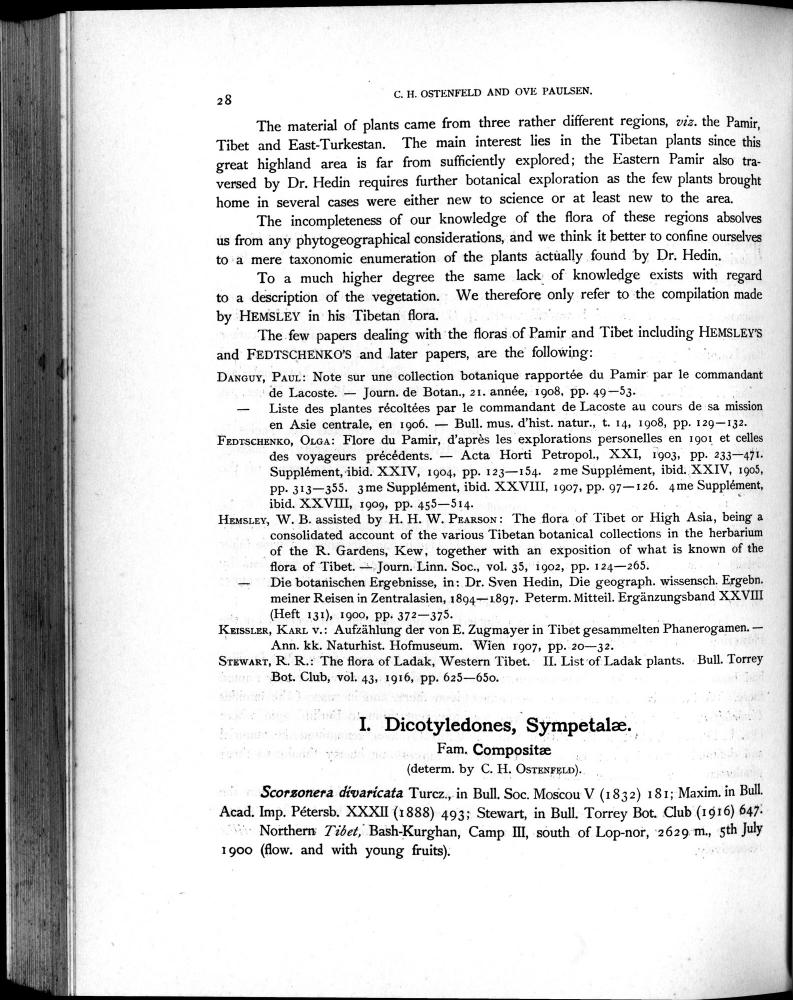 28
C. H. OSTENFELD AND OVE PAULSEN.
The material of plants came from three rather different regions, viz. the Pamir,
Tibet and East-Turkestan. The main interest lies in the Tibetan plants since this
great highland area is far from sufficiently explored; the Eastern Pamir also tra-
versed by Dr. Hedin requires further botanical exploration as the few plants brought
home in several cases were either new to science or at least new to the area.
The incompleteness of our knowledge of the flora of these regions absolves
us from any phytogeographical considerations, and we think it better to confine ourselves
to a mere taxonomic enumeration of the plants actually found by Dr. Hedin.
To a much higher degree the same lack of knowledge exists with regard
to a description of the vegetation. We therefore only refer to the compilation made
by HEMSLEY in his Tibetan flora.
The few papers dealing with the floras of Pamir and Tibet including HEMSLEY'S
and FEDTSCHENKO'S and later papers, are the following:
DANGUY, PAUL: Note sur une collection botanique rapportée du Pamir par le commandant
de Lacoste. — Journ. de Botan., 21. année, 1908, pp. 49—53.
— Liste des plantes récoltées par le commandant de Lacoste au cours de sa mission
en Asie centrale, en 1906. — Bull. mus. d'hist. natur., t. 14, 1908, pp. 129—132.
FEDTSCHENKO, OLGA: Flore du Pamir, d'après les explorations personelles en 1901 et celles
des voyageurs précédents. — Acta Horti Petropol., XXI, 1903, pp. 233—471.
Supplément, ibid. XXIV, 1904, pp. 123—154. 2me Supplément, ibid. XXIV, 1905,
pp. 313—355. 3me Supplément, ibid. XXVIII, 1907, pp. 97—126. 4me Supplément,
ibid. XXVIII, 1909, pp. 455—514.
HEMSLEY, W. B. assisted by H. H. W. PEARSON: The flora of Tibet or High Asia, being a
consolidated account of the various Tibetan botanical collections in the herbarium
of the R. Gardens, Kew, together with an exposition of what is known of the
flora of Tibet. — Journ. Linn. Soc., vol. 35, 1902, pp. 124—265.
— Die botanischen Ergebnisse, in: Dr. Sven Hedin, Die geograph. wissensch. Ergebn.
meiner Reisen in Zentralasien, 1894—1897. Peterm. Mitteil. Ergänzungsband XXVIII
(Heft 131), 1900, pp. 372—375.
KEISSLER, KARL V.: Aufzählung der von E. Zugmayer in Tibet gesammelten Phanerogamen. —
Ann. kk. Naturhist. Hofmuseum. Wien 1907, pp. 20—32.
STEWART, R. R.: The flora of Ladak, Western Tibet. II. List of Ladak plants. Bull. Torrey
Bot. Club, vol. 43, 1916, pp. 625—650.
I. Dicotyledones, Sympetalæ.
Fam. Compositæ
(determ. by C. H. OSTENFELD).
Scorzonera divaricata Turcz., in Bull. Soc. Moscou V (1832) 181; Maxim. in Bull.
Acad. Imp. Pétersb. XXXII (1888) 493; Stewart, in Bull. Torrey Bot. Club (1916) 647.
Northern Tibet, Bash-Kurghan, Camp III, south of Lop-nor, 2629 m., 5th July
1900 (flow. and with young fruits).